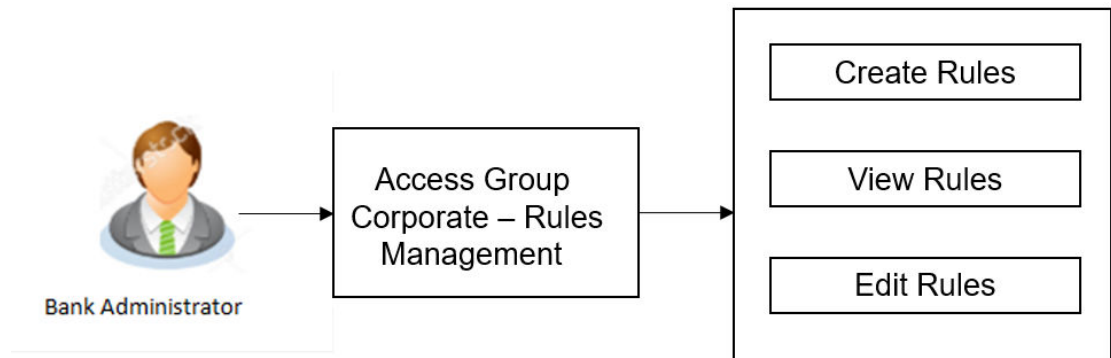 Create Rules
Access Group
Corporate – Rules
Management
View Rules
Edit Rules
Bank Administrator